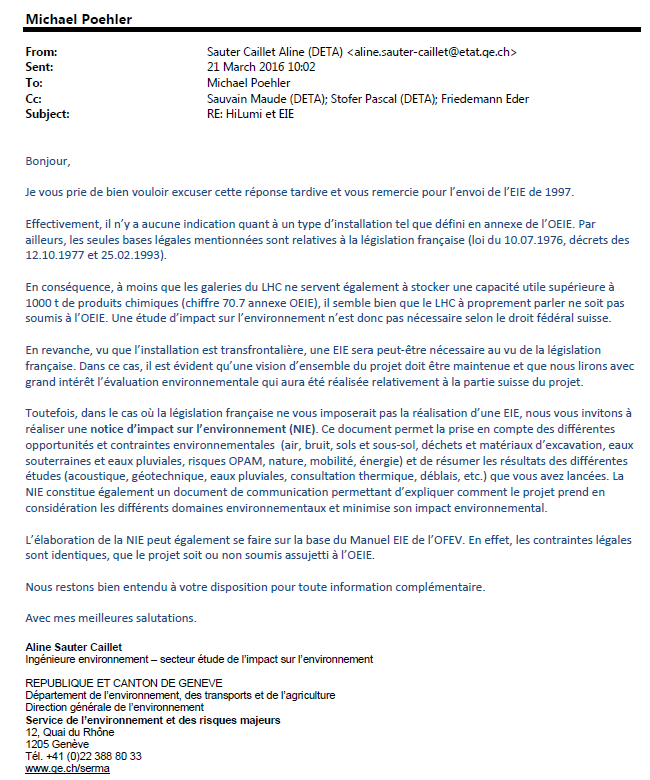 Michael Poehler
From: Sauter Caillet Aline (DETA) <aline.sauter-caillet@etat.ge.ch>
Sent: 21 March 2016 10:02
To: Michael Poehler
Cc: Sauvain Maude (DETA); Stofer Pascal (DETA); Friedemann Eder
Subject: RE: HiLumi et EIE
Bonjour,
Je vous prie de bien vouloir excuser cette réponse tardive et vous remercie pour l’envoi de l’EIE de 1997.
Effectivement, il n’y a aucune indication quant à un type d’installation tel que défini en annexe de l’OEIE. Par
ailleurs, les seules bases légales mentionnées sont relatives à la législation française (loi du 10.07.1976, décrets des
12.10.1977 et 25.02.1993).
En conséquence, à moins que les galeries du LHC ne servent également à stocker une capacité utile supérieure à
1000 t de produits chimiques (chiffre 70.7 annexe OEIE), il semble bien que le LHC à proprement parler ne soit pas
soumis à l’OEIE. Une étude d’impact sur l’environnement n’est donc pas nécessaire selon le droit fédéral suisse.
En revanche, vu que l’installation est transfrontalière, une EIE sera peut-être nécessaire au vu de la législation
française. Dans ce cas, il est évident qu’une vision d’ensemble du projet doit être maintenue et que nous lirons avec
grand intérêt l’évaluation environnementale qui aura été réalisée relativement à la partie suisse du projet.
Toutefois, dans le cas où la législation française ne vous imposerait pas la réalisation d’une EIE, nous vous invitons à
réaliser une notice d’impact sur l’environnement (NIE). Ce document permet la prise en compte des différentes
opportunités et contraintes environnementales (air, bruit, sols et sous-sol, déchets et matériaux d’excavation, eaux
souterraines et eaux pluviales, risques OPAM, nature, mobilité, énergie) et de résumer les résultats des différentes
études (acoustique, géotechnique, eaux pluviales, consultation thermique, déblais, etc.) que vous avez lancées. La
NIE constitue également un document de communication permettant d’expliquer comment le projet prend en
considération les différents domaines environnementaux et minimise son impact environnemental.
L’élaboration de la NIE peut également se faire sur la base du Manuel EIE de l’OFEV. En effet, les contraintes légales
sont identiques, que le projet soit ou non soumis assujetti à l’OEIE.
Nous restons bien entendu à votre disposition pour toute information complémentaire.
Avec mes meilleures salutations.
Aline Sauter Caillet
Ingénieure environnement – secteur étude de l’impact sur l’environnement
REPUBLIQUE ET CANTON DE GENEVE
Département de l’environnement, des transports et de l’agriculture
Direction générale de l’environnement
Service de l’environnement et des risques majeurs
12, Quai du Rhône
1205 Genève
Tél. +41 (0)22 388 80 33
www.ge.ch/serma